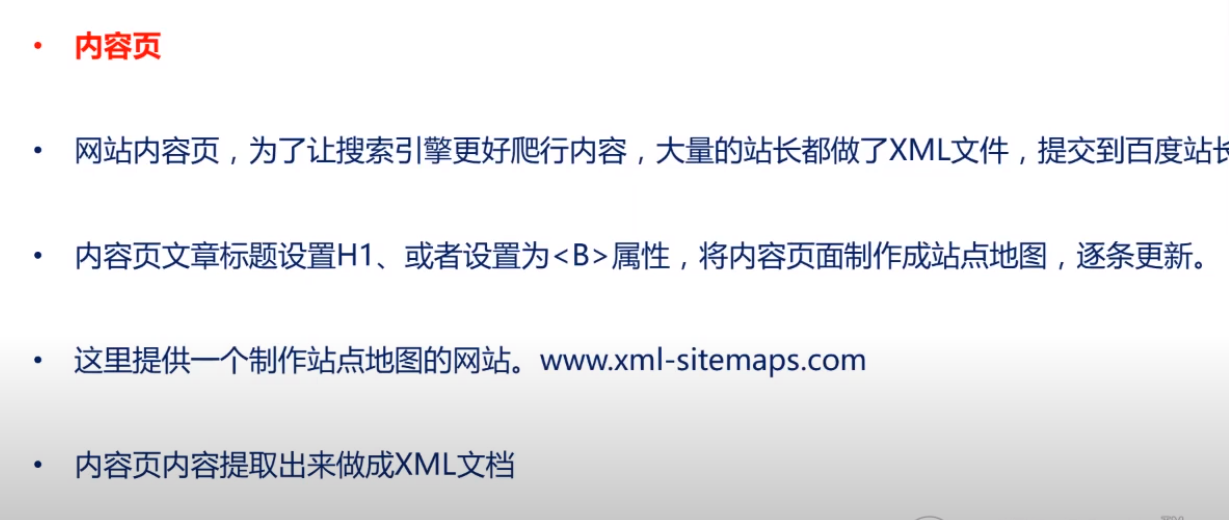 • 内容页
• 网站内容页，为了让搜索引擎更好爬行内容，大量的站长都做了XML文件，提交到百度站长
• 内容页文章标题设置H1、或者设置为<B>属性，将内容页面制作成站点地图，逐条更新。
• 这里提供一个制作站点地图的网站。www.xml-sitemaps.com
• 内容页内容提取出来做成XML文档